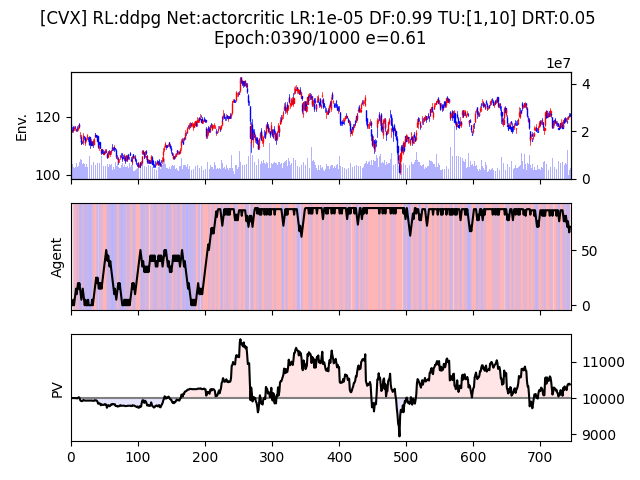 [CVX] RL:ddpg Net:actorcritic LR:1e-05 DF:0.99 TU:[1,10] DRT:0.05
Epoch:0390/1000 e=0.61
1e7
Env.
120
100
4
2
0
Agent
50
0
PV
11000
10000
9000
0 100 200 300 400 500 600 700